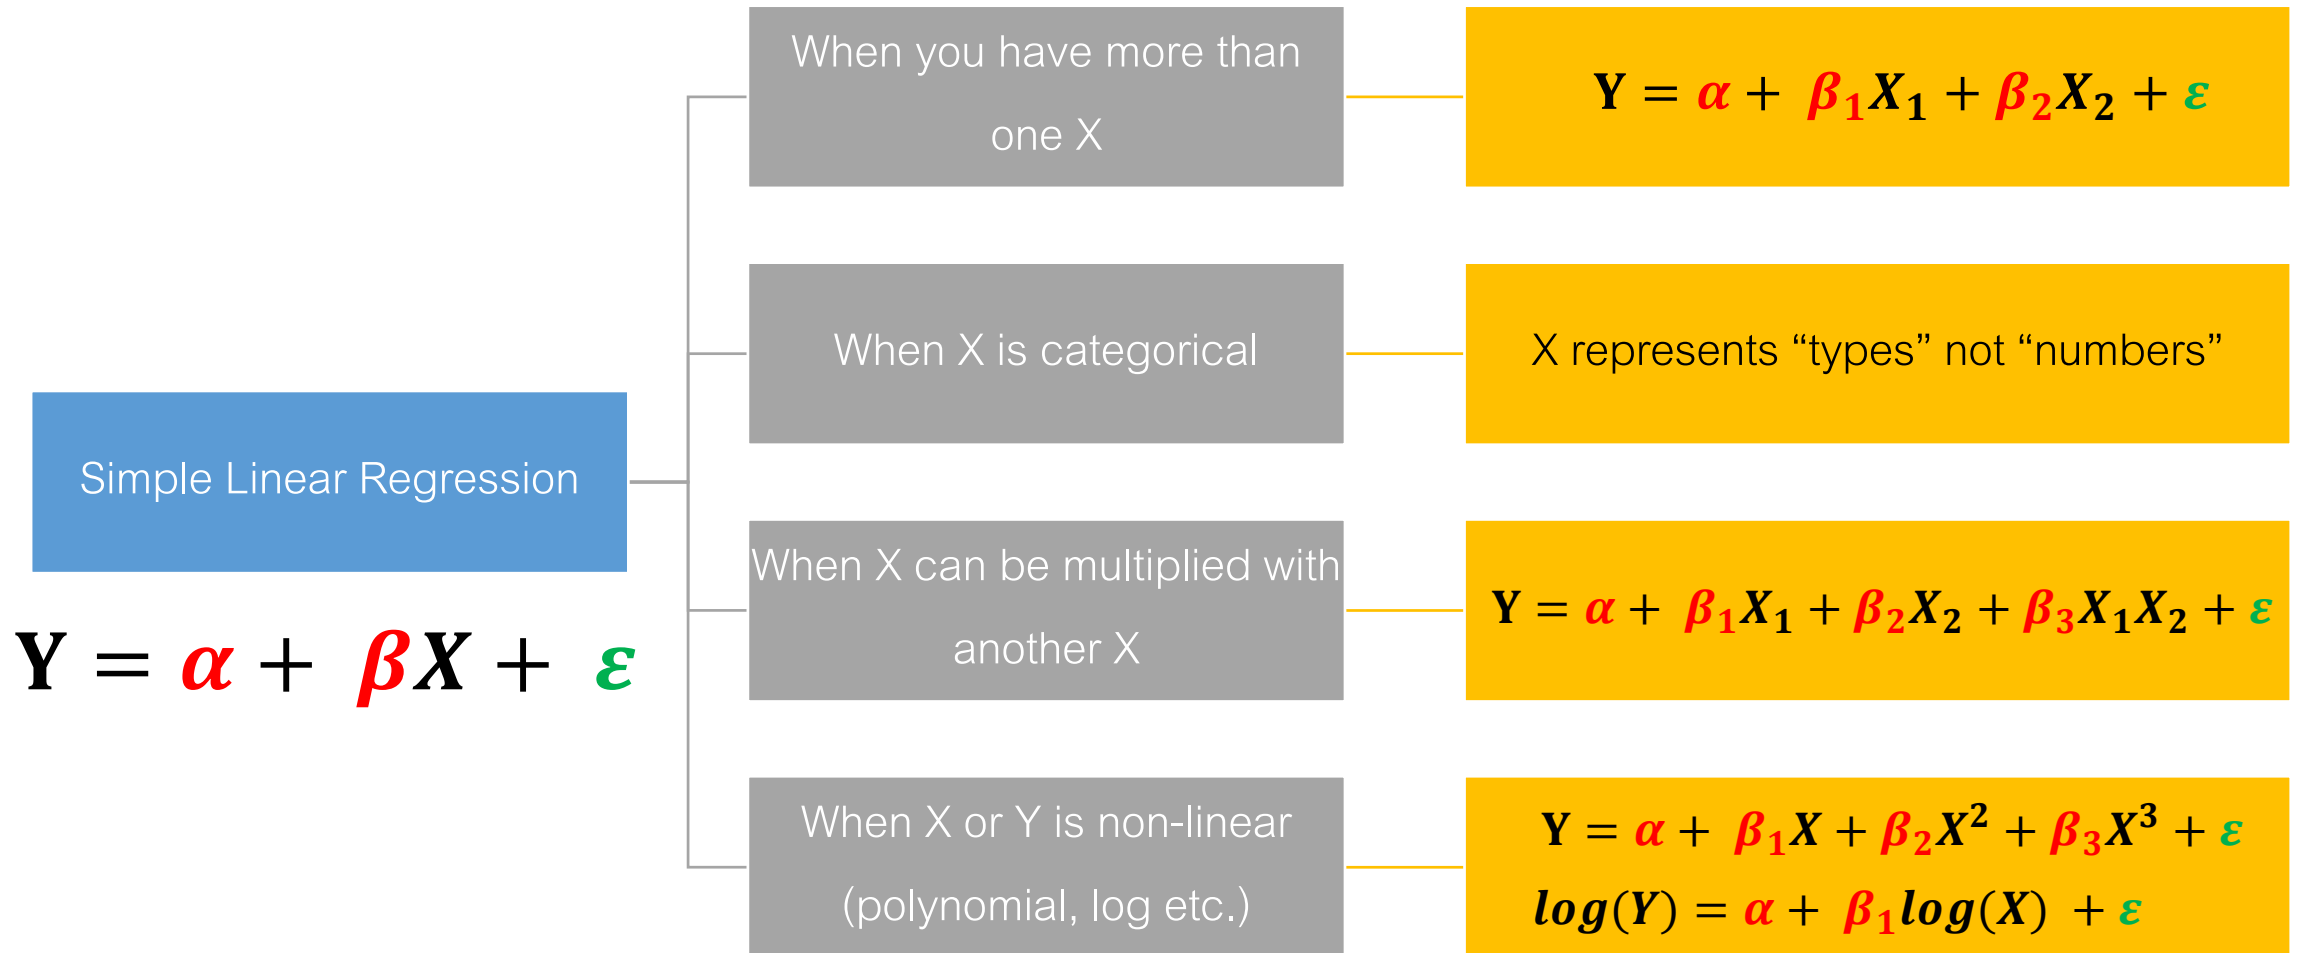 Simple Linear Regression
Y = α + βX + ε
When you have more than
one X
Y = α + β₁X₁ + β₂X₂ + ε
When X is categorical
X represents “types” not “numbers”
When X can be multiplied with
another X
Y = α + β₁X₁ + β₂X₂ + β₃X₁X₂ + ε
When X or Y is non-linear
(polynomial, log etc.)
Y = α + β₁X + β₂X² + β₃X³ + ε
log(Y) = α + β₁log(X) + ε